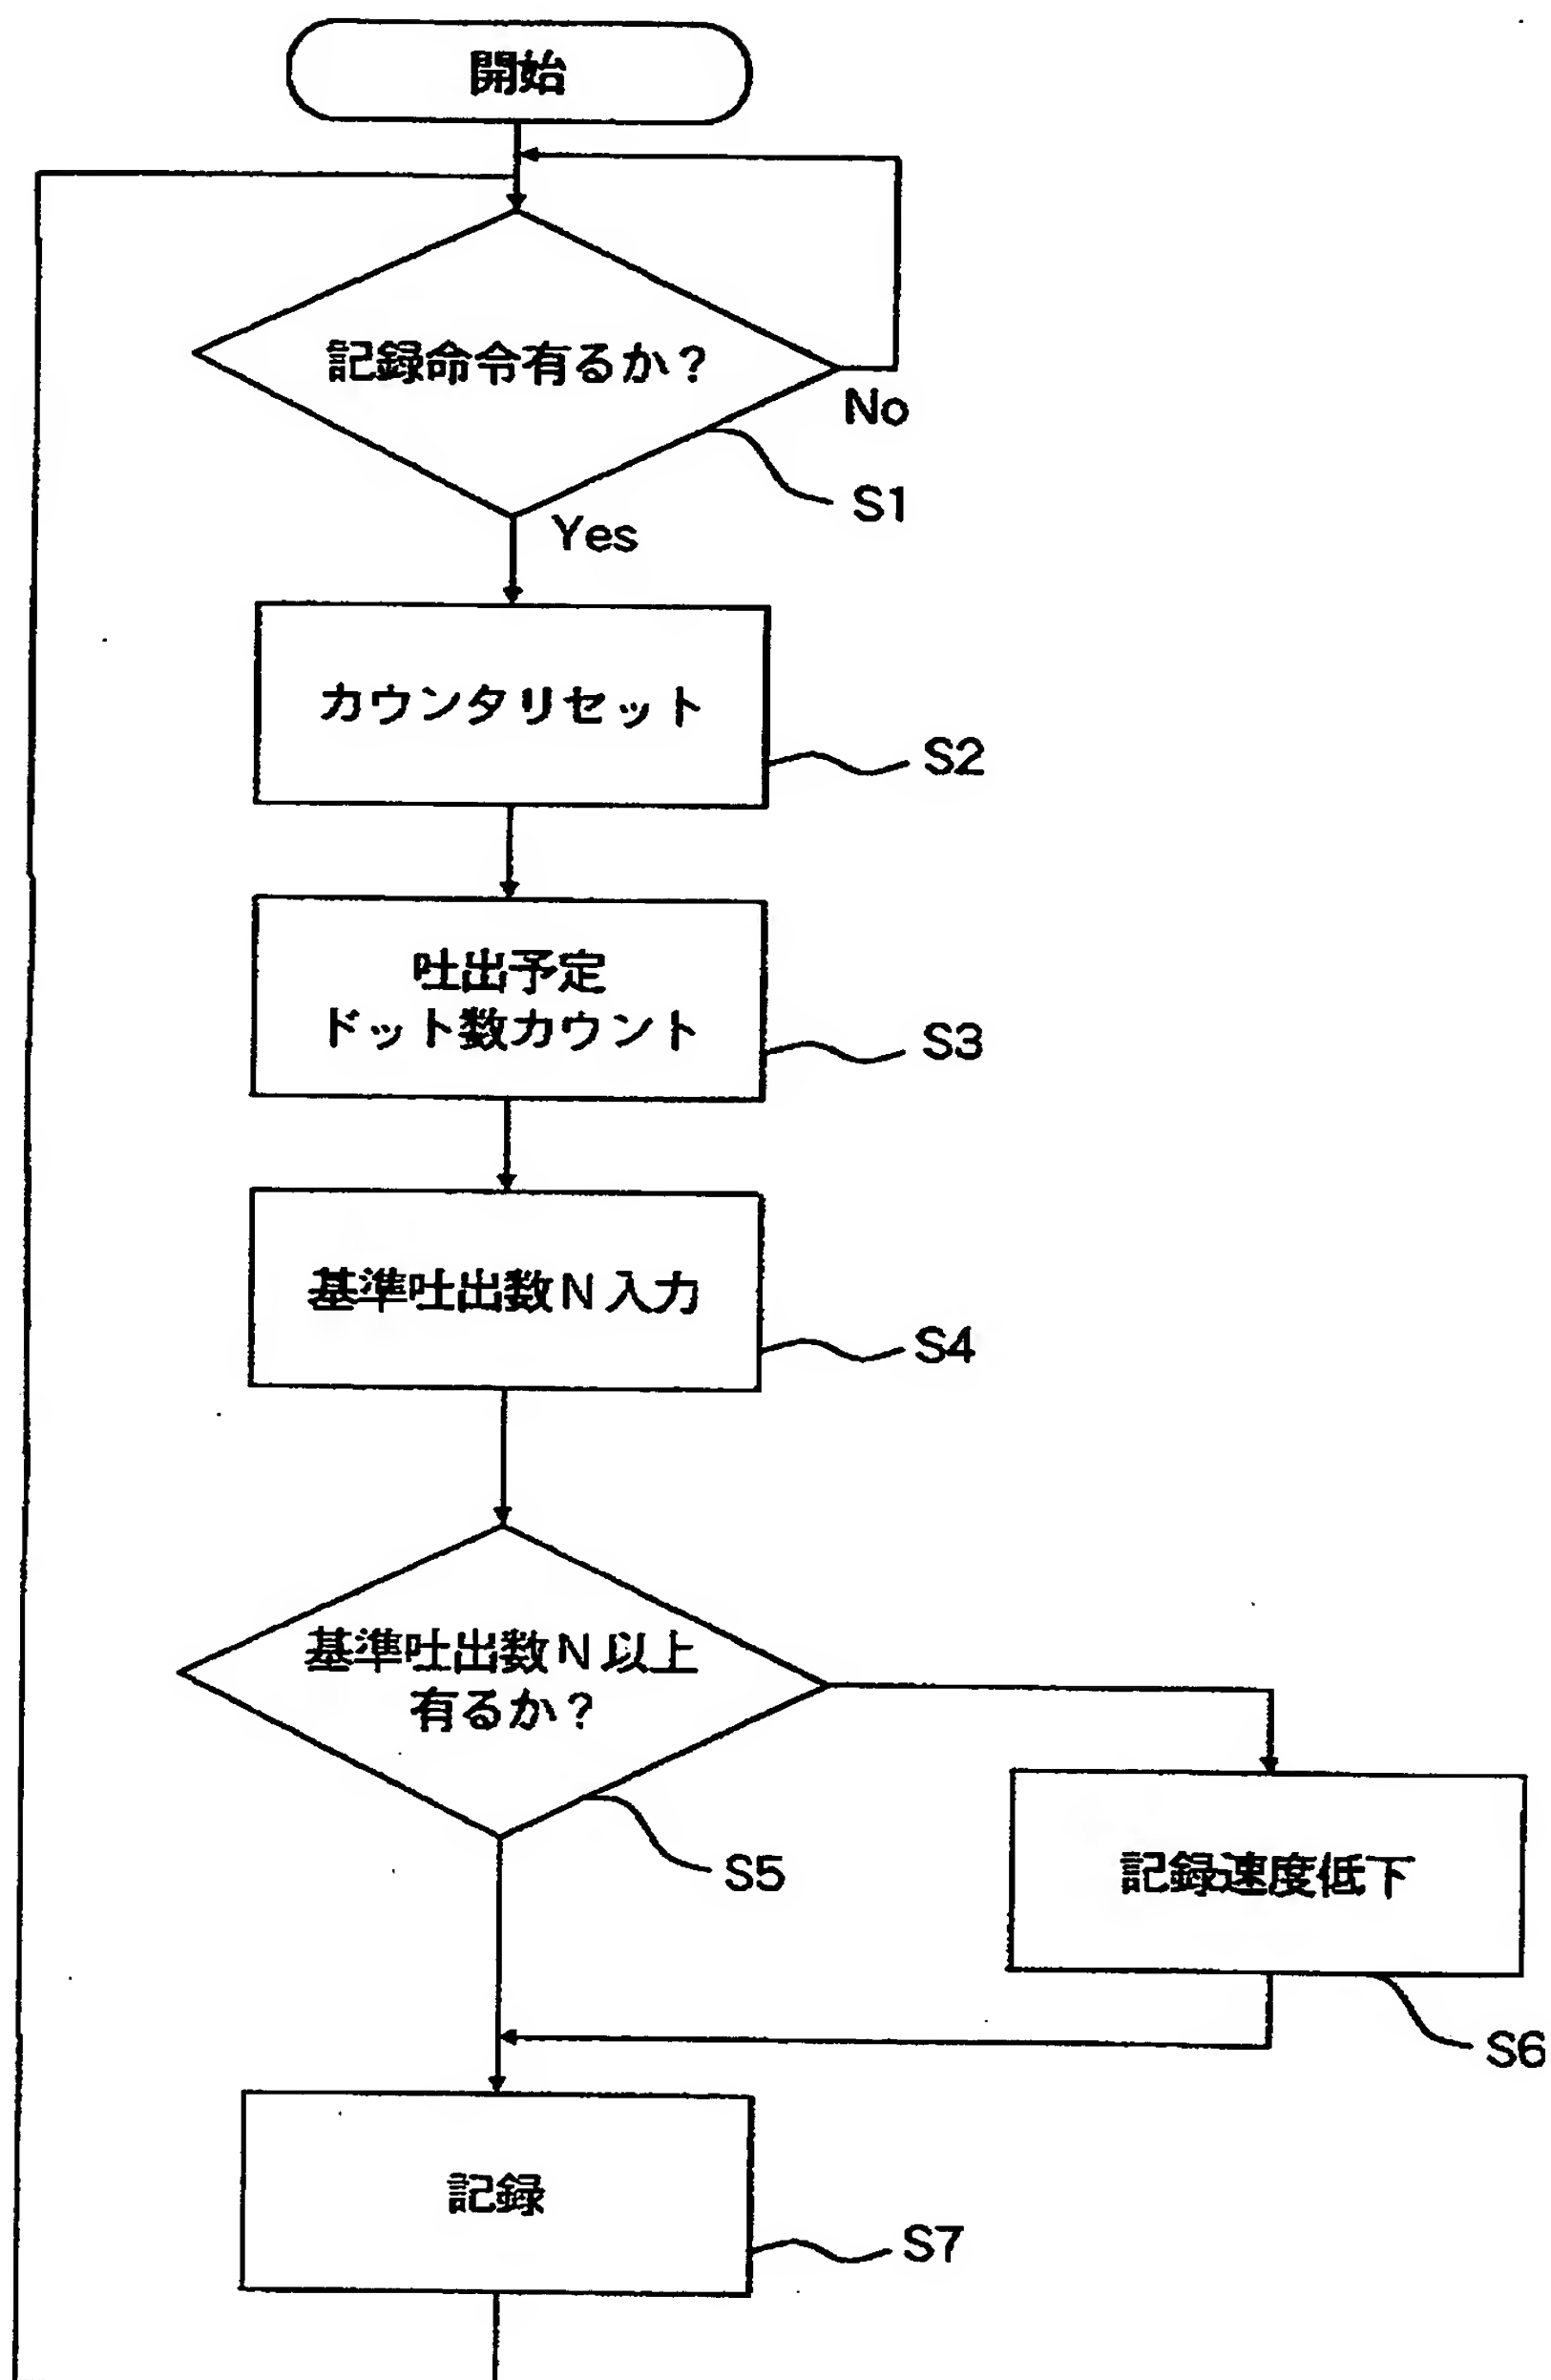 開始
記録命令有るか？
No
S1
Yes
カウンタリセット
S2
吐出予定
ドット数カウント
S3
基準吐出数N入力
S4
基準吐出数N以上
有るか？
S5
記録速度低下
S6
記録
S7